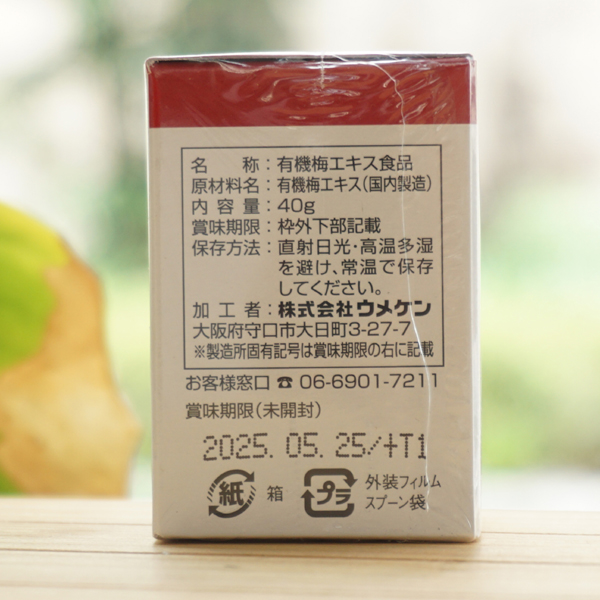 名　　称：有機梅エキス食品
原材料名：有機梅エキス（国内製造）
内 容 量：40g
賞味期限：枠外下部記載
保存方法：直射日光・高温多湿
を避け、常温で保存
してください。
加 工 者：株式会社ウメケン
大阪府守口市大日町3-27-7
※製造所固有記号は賞味期限の右に記載
お客様窓口 ☎ 06-6901-7211
賞味期限（未開封）
2025. 05. 25/+T1
紙 箱 プラ 外装フィルム
スプーン袋